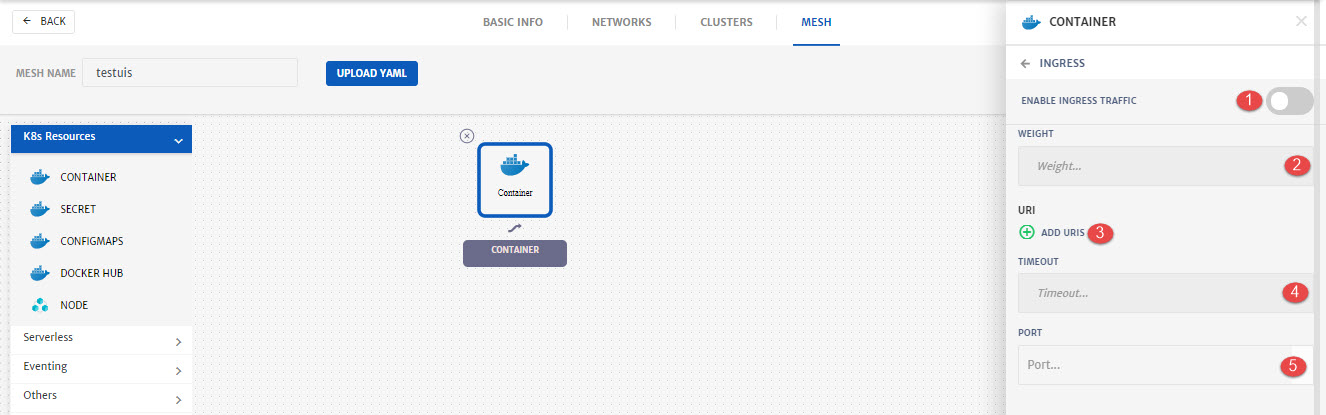 BACK
BASIC INFO
NETWORKS
CLUSTERS
MESH
MESH NAME
testuis
UPLOAD YAML
K8s Resources
CONTAINER
SECRET
CONFIGMAPS
DOCKER HUB
NODE
Serverless
Eventing
Others
Container
CONTAINER
CONTAINER
INGRESS
ENABLE INGRESS TRAFFIC 1
WEIGHT
Weight... 2
URI
ADD URIS 3
TIMEOUT
Timeout... 4
PORT
Port... 5